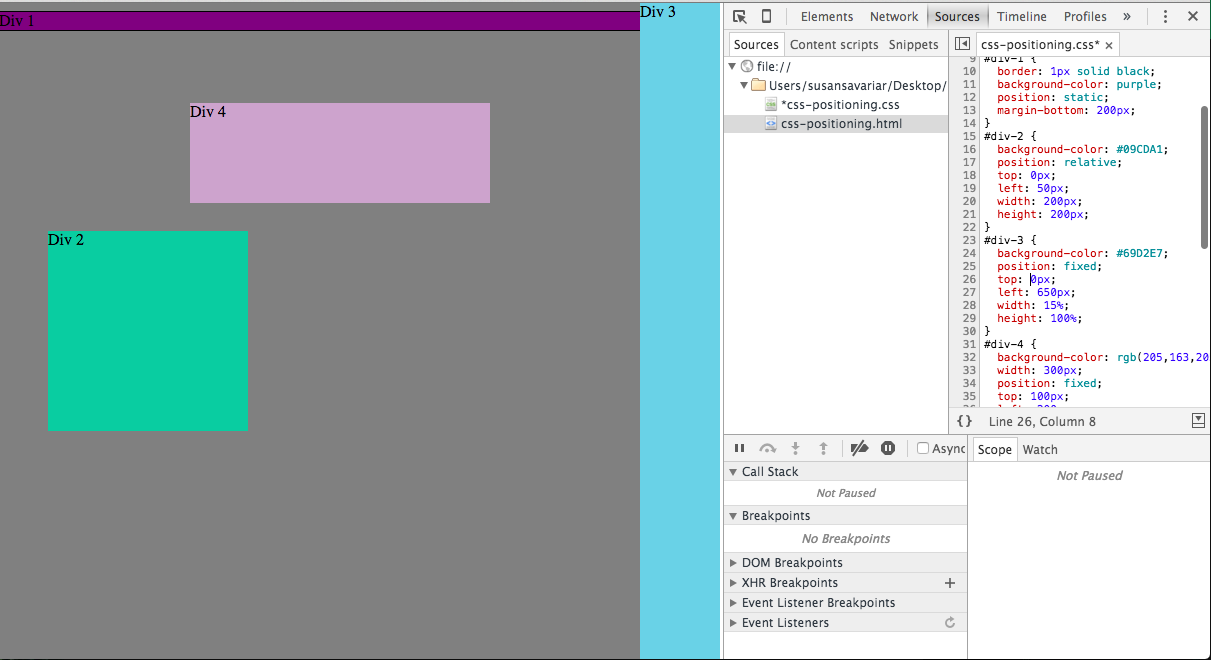 Div 1
Div 4
Div 2
Div 3
Elements Network Sources Timeline Profiles »
Sources Content scripts Snippets
file://
Users/susansavariar/Desktop/
*css-positioning.css
css-positioning.html
css-positioning.css* ×
9 #div-1 {
10 border: 1px solid black;
11 background-color: purple;
12 position: static;
13 margin-bottom: 200px;
14 }
15 #div-2 {
16 background-color: #09CDA1;
17 position: relative;
18 top: 0px;
19 left: 50px;
20 width: 200px;
21 height: 200px;
22 }
23 #div-3 {
24 background-color: #69D2E7;
25 position: fixed;
26 top: 0px;
27 left: 650px;
28 width: 15%;
29 height: 100%;
30 }
31 #div-4 {
32 background-color: rgb(205,163,20
33 width: 300px;
34 position: fixed;
35 top: 100px;
{} Line 26, Column 8
Async
Call Stack
Not Paused
Breakpoints
No Breakpoints
DOM Breakpoints
XHR Breakpoints +
Event Listener Breakpoints
Event Listeners
Scope Watch
Not Paused